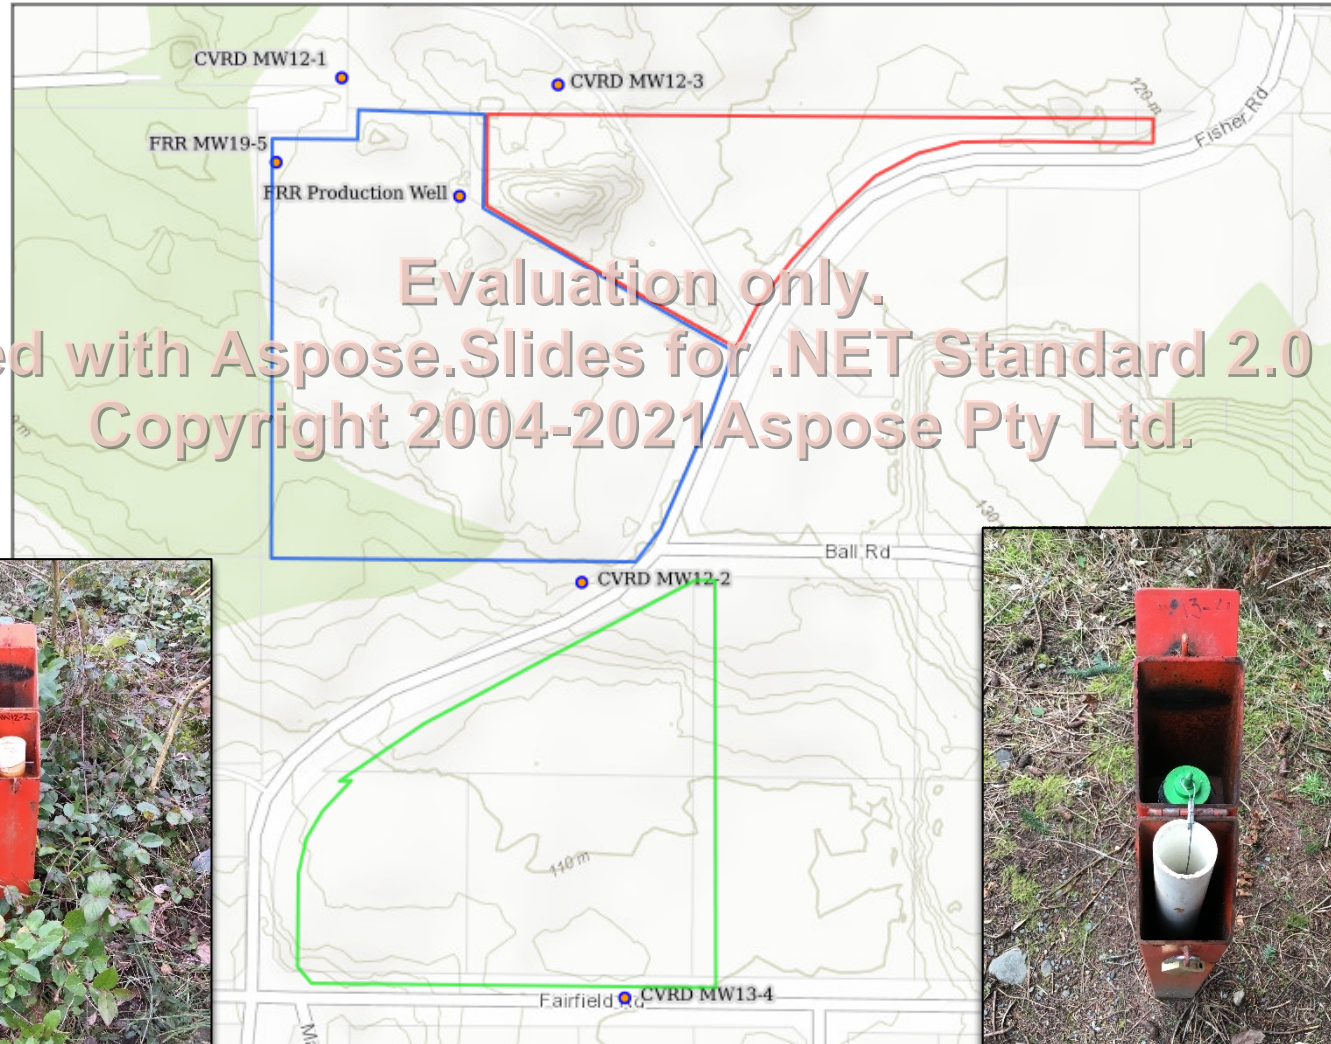 CVRD MW12-1
CVRD MW12-3
120 m
Fisher Rd
FRR MW19-5
FRR Production Well
Evaluation only.
ed with Aspose.Slides for .NET Standard 2.0
Copyright 2004-2021Aspose Pty Ltd.
130
Ball Rd
CVRD MW12-2
110 m
CVRD MW13-4
Fairfield Rd
Ma